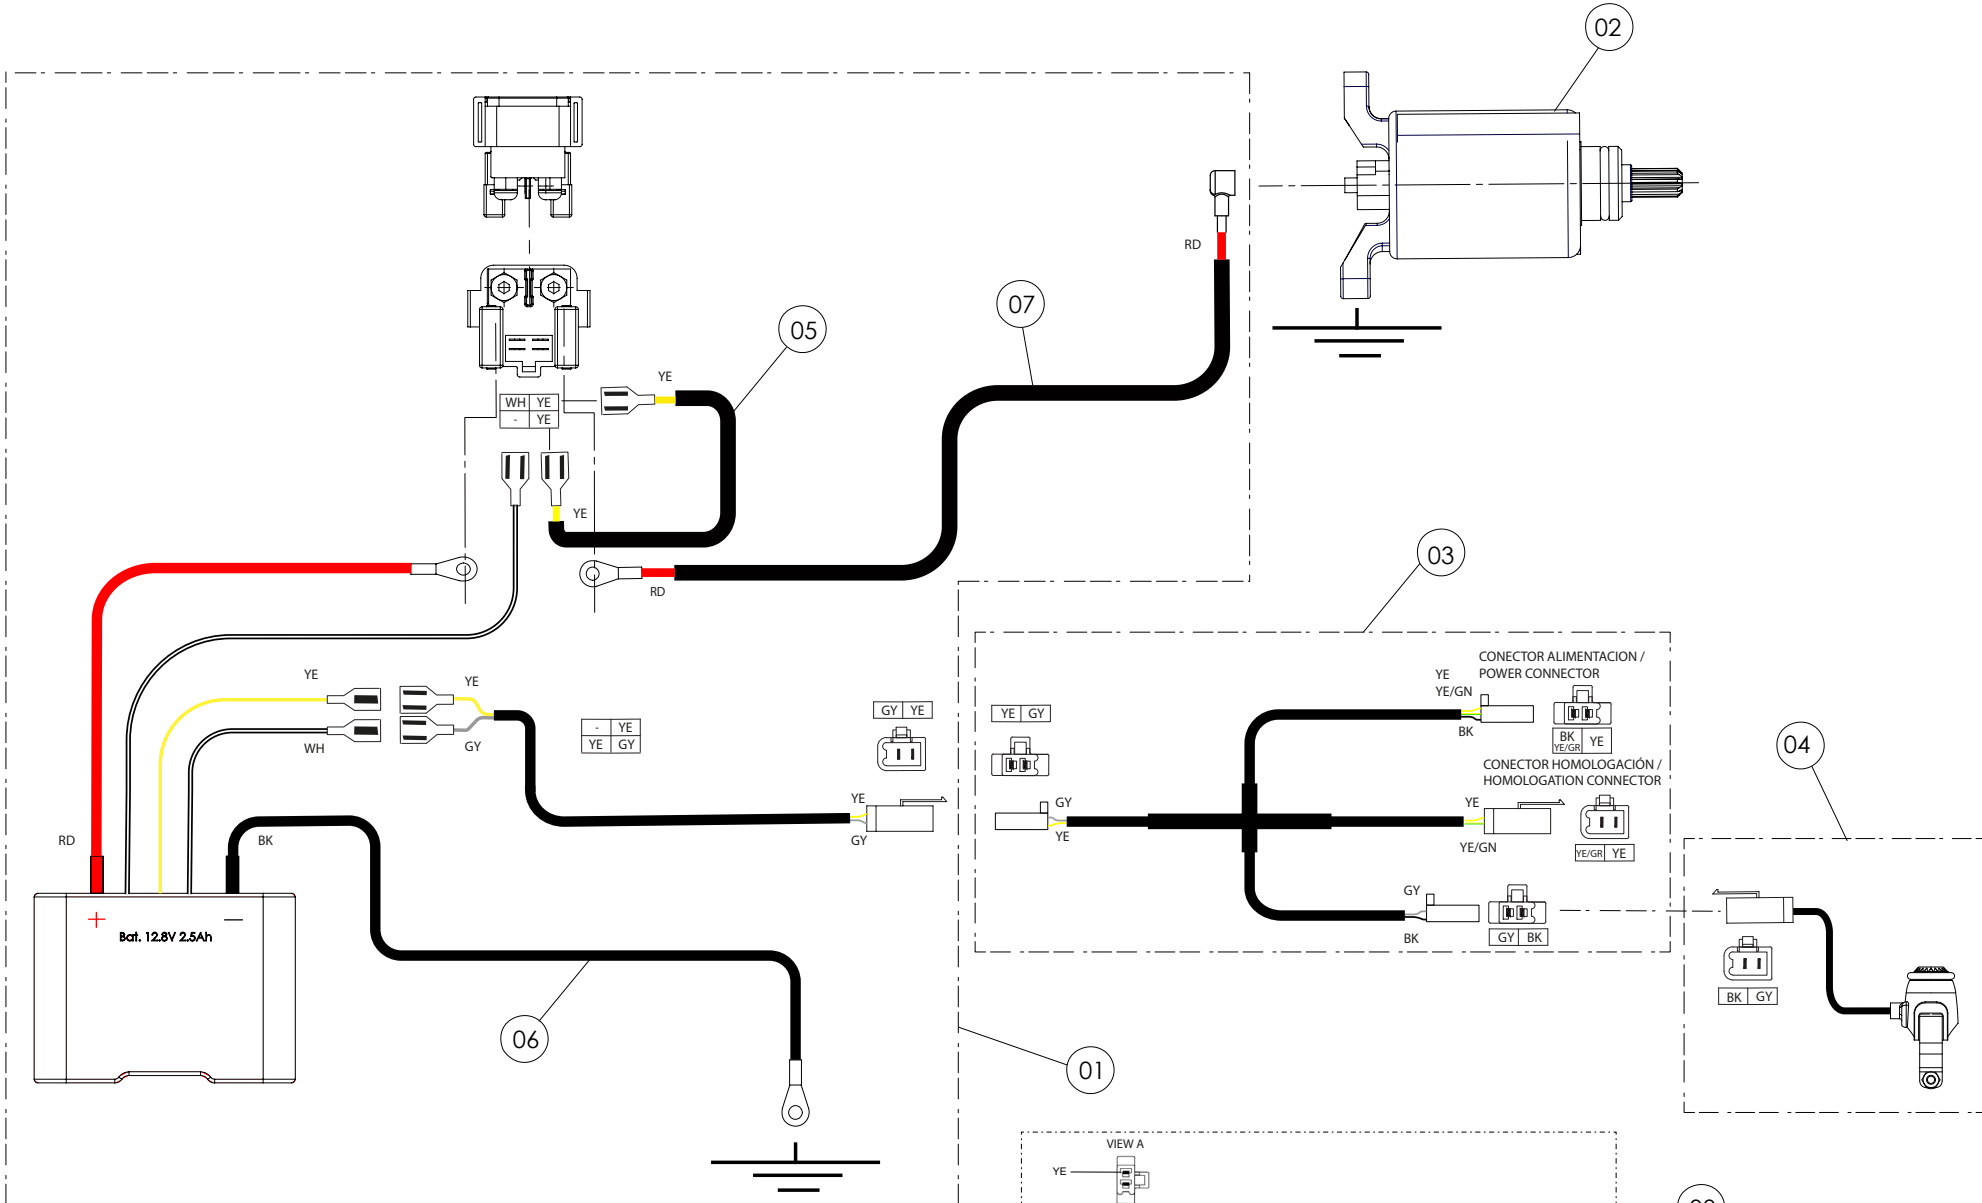 02
RD
07
05
YE
WH YE
- YE
YE
03
RD
CONECTOR ALIMENTACION /
POWER CONNECTOR
YE
YE/GN
BK
BK
YE/GR
YE
YE
YE
WH
GY
- YE
YE GY
GY YE
YE GY
04
CONECTOR HOMOLOGACIÓN /
HOMOLOGATION CONNECTOR
YE
YE/GN
YE/GR YE
YE
GY
GY
YE
RD
BK
GY
BK
GY BK
BK GY
+ −
Bat. 12.8V 2.5Ah
06
01
VIEW A
YE